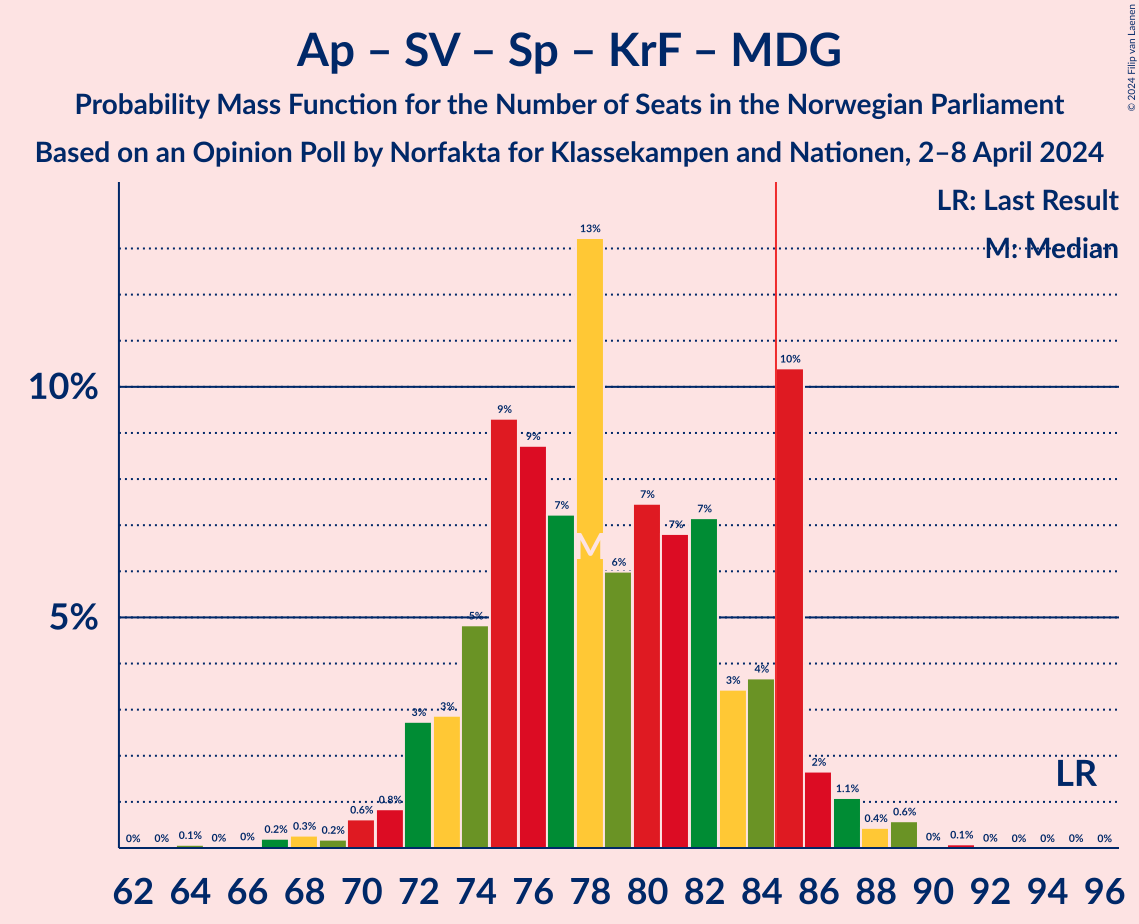 Ap – SV – Sp – KrF – MDG
Probability Mass Function for the Number of Seats in the Norwegian Parliament
Based on an Opinion Poll by Norfakta for Klassekampen and Nationen, 2–8 April 2024
© 2024 Filip van Laenen
LR: Last Result
M: Median
10%
5%
0% 0% 0.1% 0% 0% 0.2% 0.3% 0.2% 0.6% 0.8% 3% 3% 5% 9% 9% 7% 13% 6% 7% 7% 7% 3% 4% 10% 2% 1.1% 0.4% 0.6% 0% 0.1% 0% 0% 0% 0% 0%
M
LR
62 64 66 68 70 72 74 76 78 80 82 84 86 88 90 92 94 96